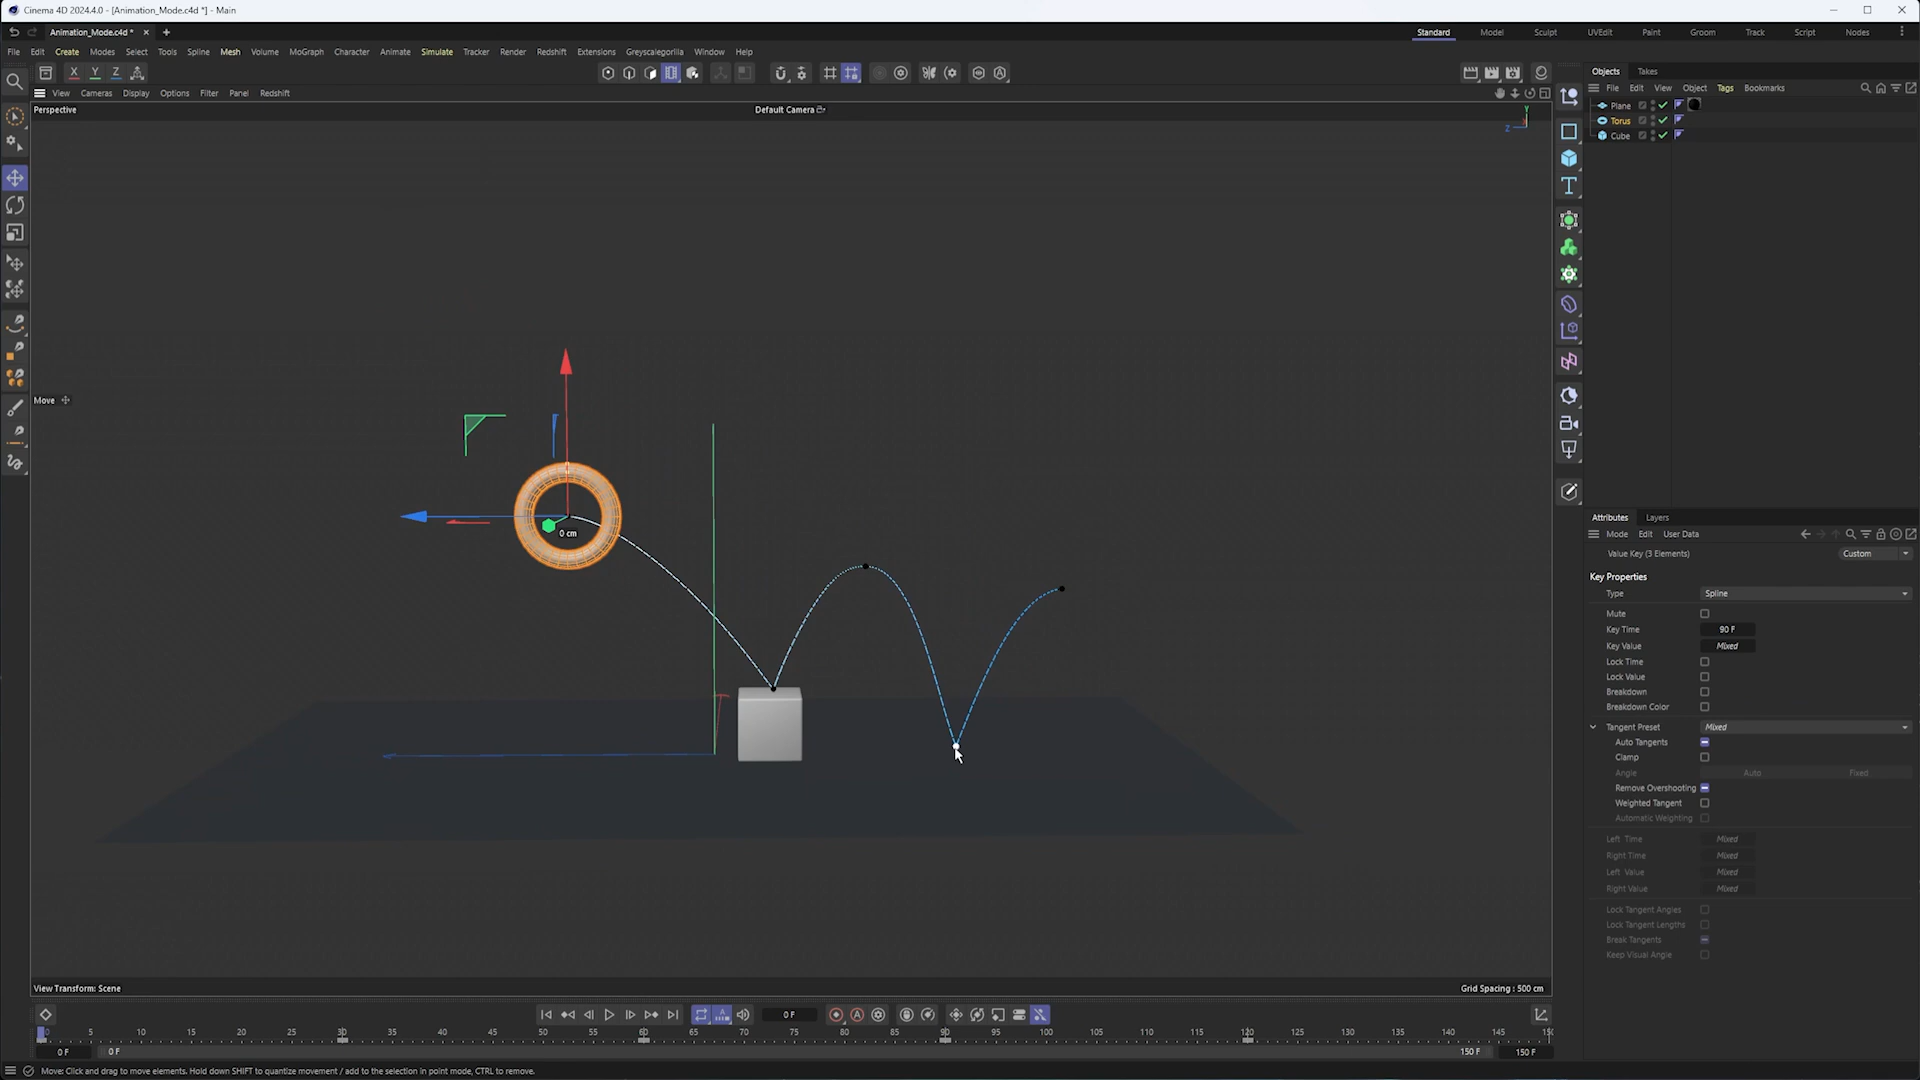 Cinema 4D 2024.4.0 - [Animation_Mode.c4d *] - Main
Animation_Mode.c4d * × +
Standard Model Sculpt UVEdit Paint Groom Track Script Nodes
File Edit Create Modes Select Tools Spline Mesh Volume MoGraph Character Animate Simulate Tracker Render Redshift Extensions Greyscalegorilla Window Help
X Y Z
Objects Takes
File Edit View Object Tags Bookmarks
View Cameras Display Options Filter Panel Redshift
Perspective
Default Camera
Y
Z
Plane
Torus
Cube
Move
0 cm
Attributes Layers
Mode Edit User Data
Value Key (3 Elements) Custom
Key Properties
Type Spline
Mute
Key Time 90 F
Key Value Mixed
Lock Time
Lock Value
Breakdown
Breakdown Color
Tangent Preset Mixed
Auto Tangents
Clamp
Angle Auto Fixed
Remove Overshooting
Weighted Tangent
Automatic Weighting
Left Time Mixed
Right Time Mixed
Left Value Mixed
Right Value Mixed
Lock Tangent Angles
Lock Tangent Lengths
Break Tangents
Keep Visual Angle
View Transform: Scene
Grid Spacing : 500 cm
0 F
0 5 10 15 20 25 30 35 40 45 50 55 60 65 70 75 80 85 90 95 100 105 110 115 120 125 130 135 140 145 150
0 F 0 F 150 F 150 F
Move: Click and drag to move elements. Hold down SHIFT to quantize movement / add to the selection in point mode, CTRL to remove.